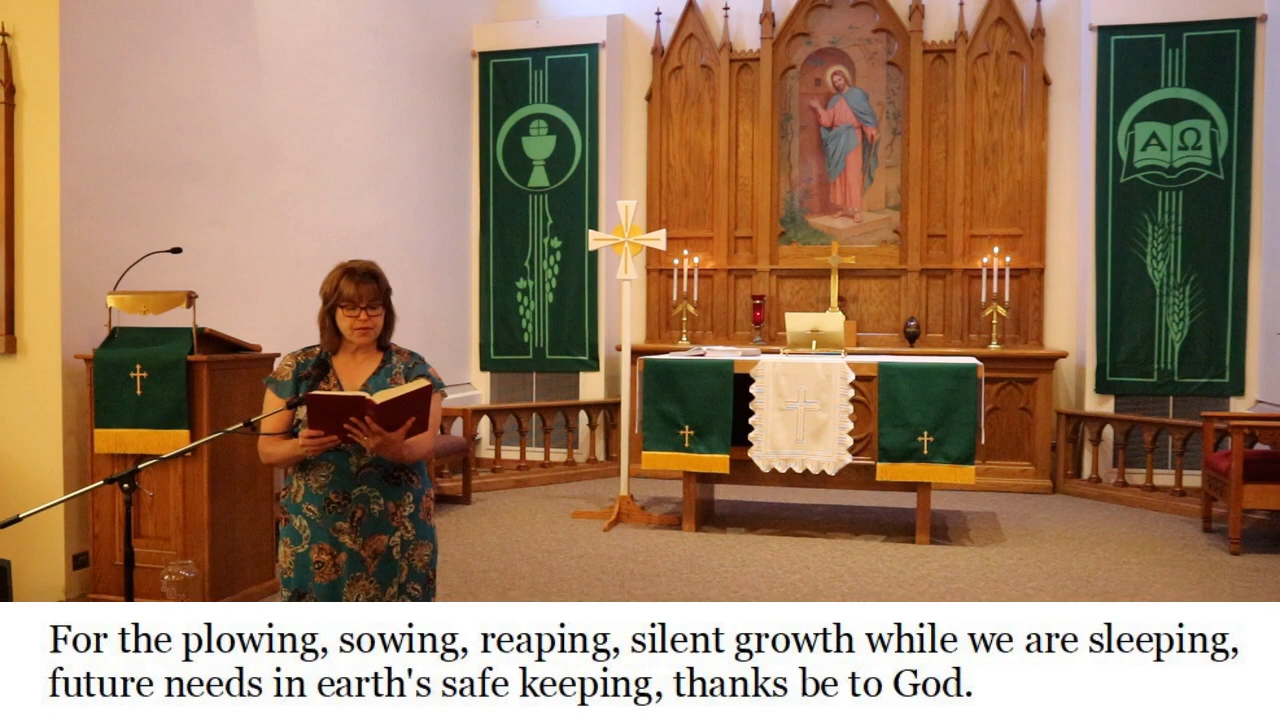 Α Ω
For the plowing, sowing, reaping, silent growth while we are sleeping,
future needs in earth's safe keeping, thanks be to God.